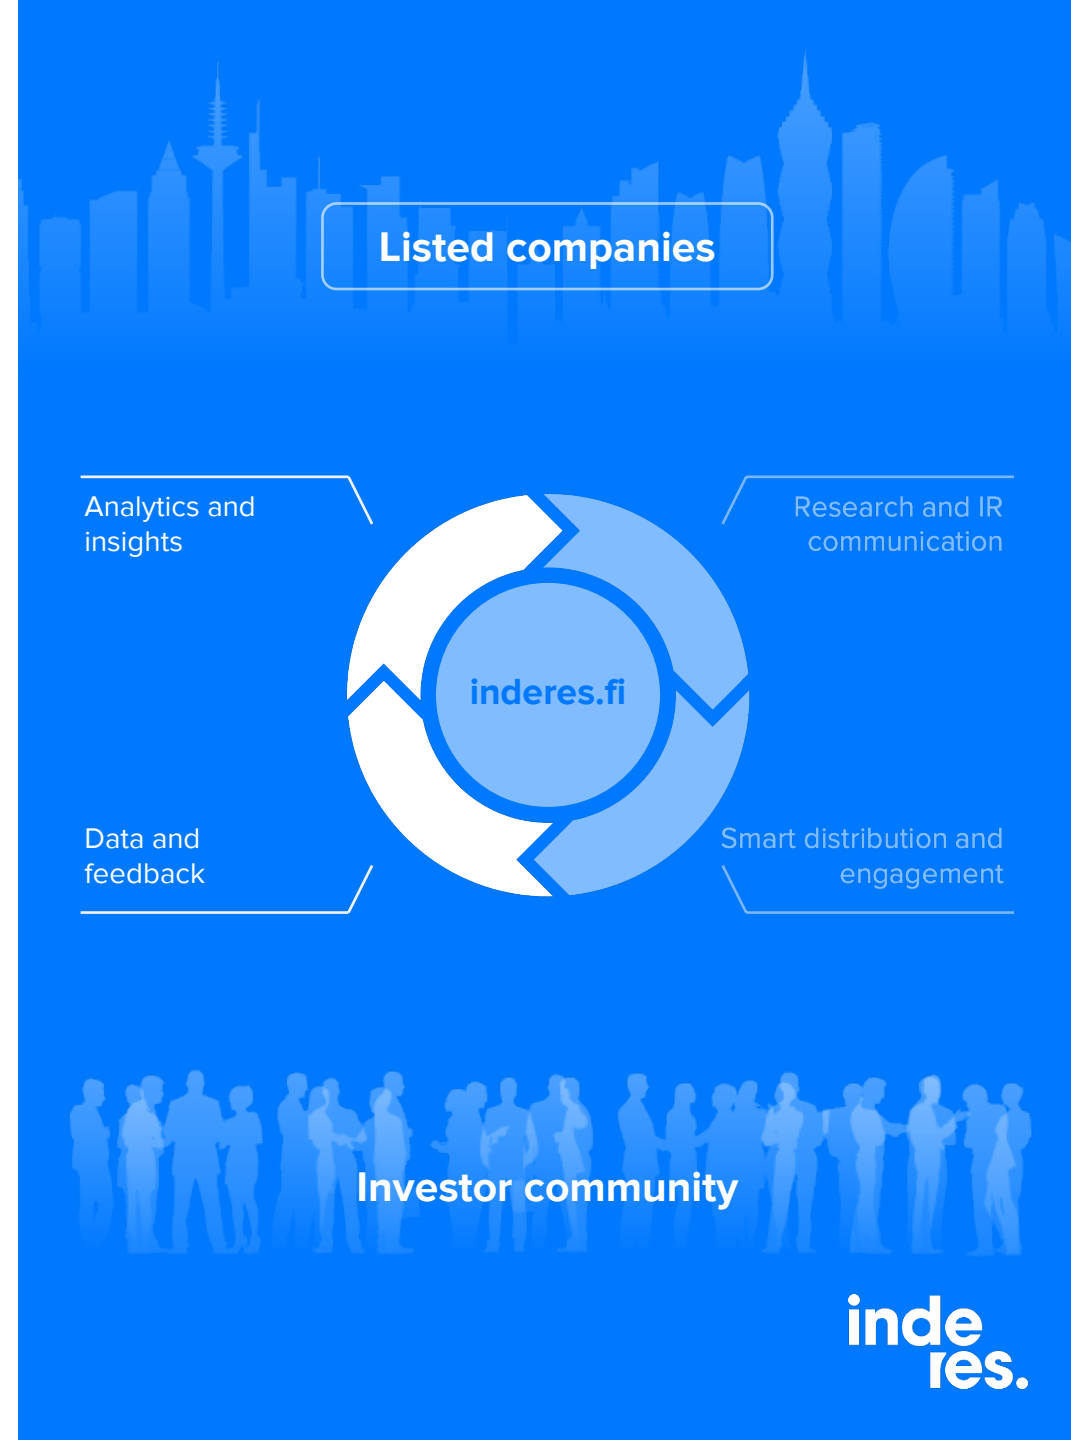 Listed companies
Analytics and
insights
Research and IR
communication
inderes.fi
Data and
feedback
Smart distribution and
engagement
Investor community
inde
res.